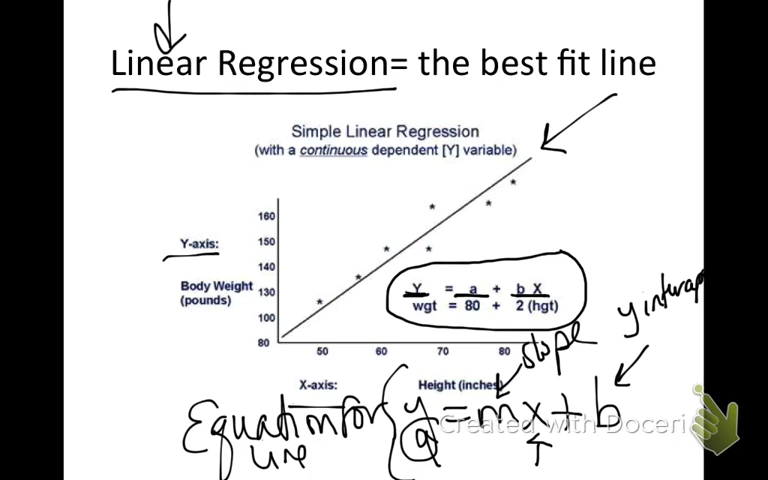 Linear Regression= the best fit line
Simple Linear Regression
(with a continuous dependent [Y] variable)
160
150
140
130
100
80
Y-axis:
Body Weight
(pounds)
Y = a + b X
wgt = 80 + 2 (hgt)
50 60 70 80
X-axis: Height (inches
slope
y interap
Equation for
Line
y = mx + b
a
Created with Doceri